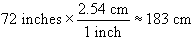 72 inches × 2.54 cm / 1 inch ≈ 183 cm